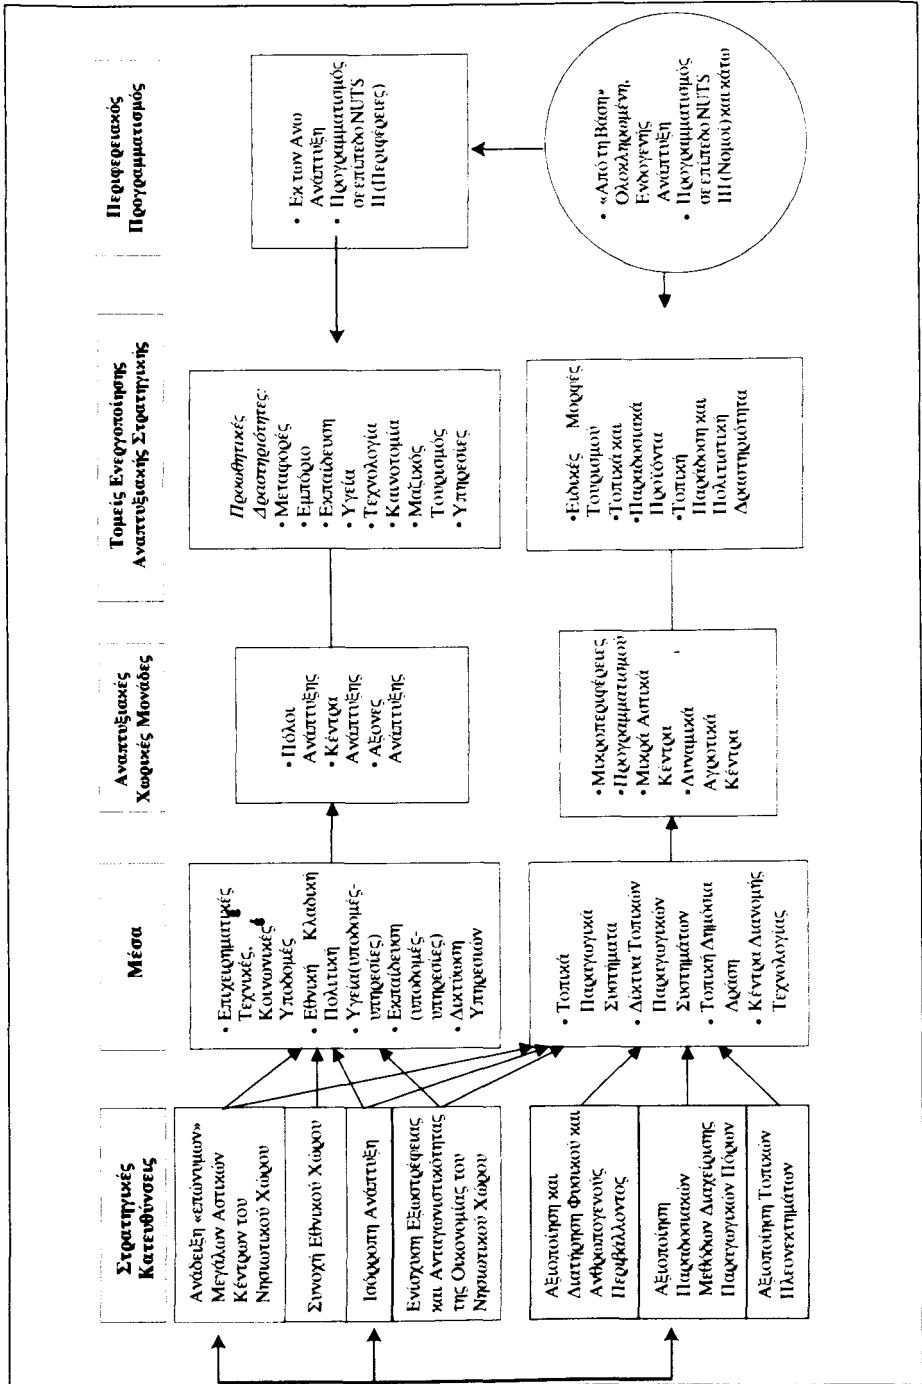 Στρατηγικές
Κατευθύνσεις
Ανάδειξη «επώνυμων»
Μεγάλων Αστικών
Κέντρων του
Νησιωτικού Χώρου
Συνοχή Εθνικού Χώρου
Ισόρροπη Ανάπτυξη
Ενίσχυση Εξωστρέφειας
και Ανταγωνιστικότητας
της Οικονομίας του
Νησιωτικού Χώρου
Αξιοποίηση και
Διατήρηση Φυσικού και
Ανθρωπογενούς
Περιβάλλοντος
Αξιοποίηση
Παραδοσιακών
Μεθόδων Διαχείρισης
Παραγωγικών Πόρων
Αξιοποίηση Τοπικών
Πλεονεκτημάτων
Μέσα
• Επιχειρηματικές
Τεχνικές,
Κοινωνικές
Υποδομές
• Εθνική Κλαδική
Πολιτική
• Υγεία(υποδομές-
υπηρεσίες)
• Εκπαίδευση
(υποδομές-
υπηρεσίες)
• Δικτύωση
Υπηρεσιών
• Τοπικά
Παραγωγικά
Συστήματα
• Δίκτυα Τοπικών
Παραγωγικών
Συστημάτων
• Τοπική Δημόσια
Δράση
• Κέντρα Διανομής
Τεχνολογίας
Αναπτυξιακές
Χωρικές Μονάδες
• Πόλοι
Ανάπτυξης
• Κέντρα
Ανάπτυξης
• Αξονες
Ανάπτυξης
• Μικροπεριφέρειες
• Προγραμματισμού
• Μικρά Αστικά
Κέντρα
• Δυναμικά
Αγροτικά
Κέντρα
Τομείς Ενεργοποίησης
Αναπτυξιακής Στρατηγικής
Προωθητικές
Δραστηριότητες:
• Μεταφορές
• Εμπόριο
• Εκπαίδευση
• Υγεία
• Τεχνολογία
• Καινοτομία
• Μαζικός
Τουρισμός
• Υπηρεσίες
• Ειδικές Μορφές
Τουρισμού
• Τοπικά και
• Παραδοσιακά
Προϊόντα
• Τοπική
Παράδοση και
Πολιτιστική
Δραστηριότητα
Περιφερειακός
Προγραμματισμός
• Εκ των Ανω
Ανάπτυξη
• Προγραμματισμός
σε επίπεδο NUTS
II (Περιφέρειες)
• «Από τη Βάση»
Ολοκληρωμένη,
Ενδογενής
Ανάπτυξη
• Προγραμματισμός
σε επίπεδο NUTS
III (Νομοί) και κάτω